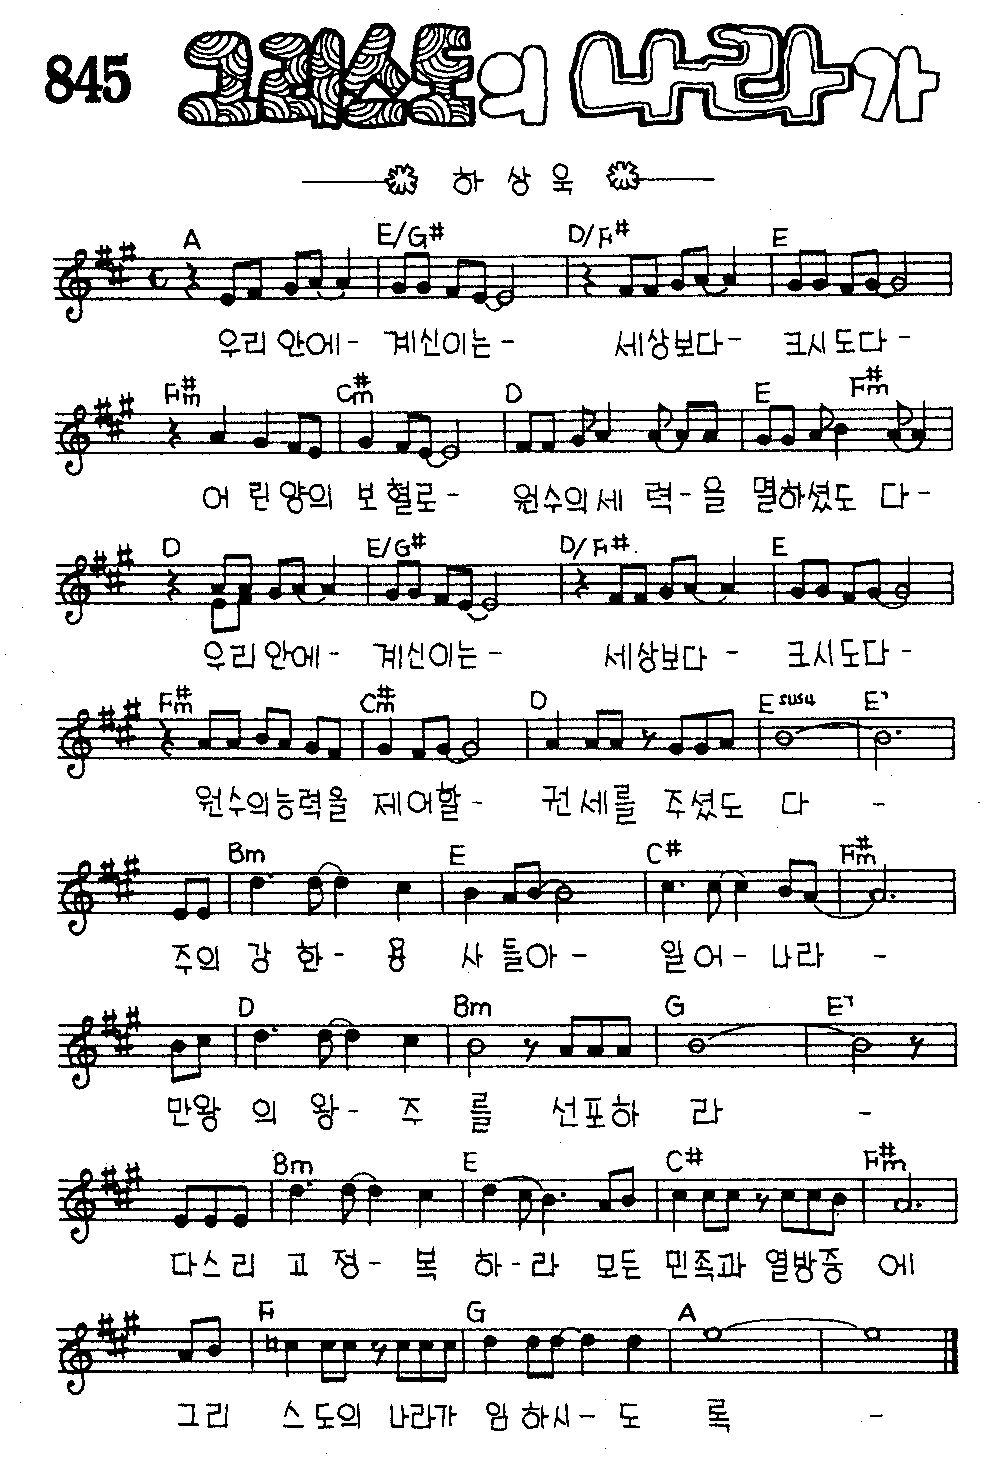 845 그리스도의 나라가
하 상 욱
A E/G# D/F# E
우리 안에- 계신이는- 세상보다- 크시도다-
F#m C#m D E F#m
어 린양의 보혈로- 원수의세 력-을 멸하셨도 다-
D E/G# D/F# E
우리 안에- 계신이는- 세상보다- 크시도다-
F#m C#m D Esus4 E7
원수의능력을 제어할- 권세를 주셨도 다 -
Bm E C# F#m
주의 강 한- 용 사 들아- 일어-나라 -
D Bm G E7
만왕 의 왕- 주 를 선포하 라 -
Bm E C# F#m
다스리 고 정- 복 하-라 모든 민족과 열방중 에
F G A
그리 스도의 나라가 임하시-도 록 -